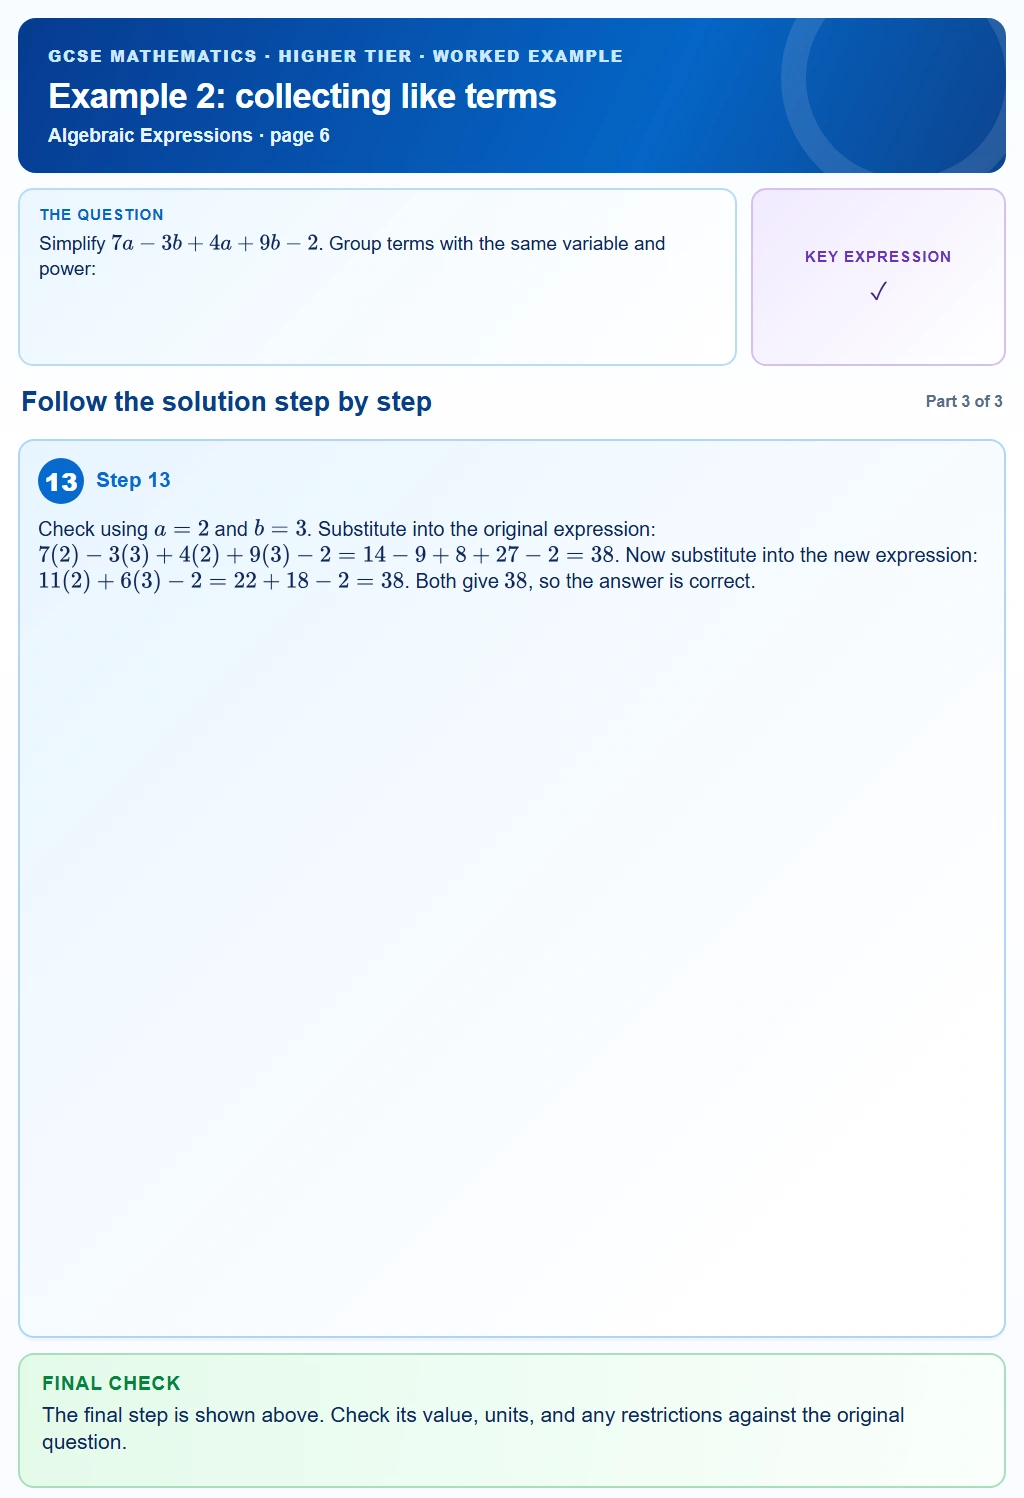 GCSE MATHEMATICS · HIGHER TIER · WORKED EXAMPLE
Example 2: collecting like terms
Algebraic Expressions · page 6
THE QUESTION
Simplify 7a − 3b + 4a + 9b − 2. Group terms with the same variable and
power:
KEY EXPRESSION
✓
Follow the solution step by step
Part 3 of 3
13 Step 13
Check using a = 2 and b = 3. Substitute into the original expression:
7(2) − 3(3) + 4(2) + 9(3) − 2 = 14 − 9 + 8 + 27 − 2 = 38. Now substitute into the new expression:
11(2) + 6(3) − 2 = 22 + 18 − 2 = 38. Both give 38, so the answer is correct.
FINAL CHECK
The final step is shown above. Check its value, units, and any restrictions against the original
question.